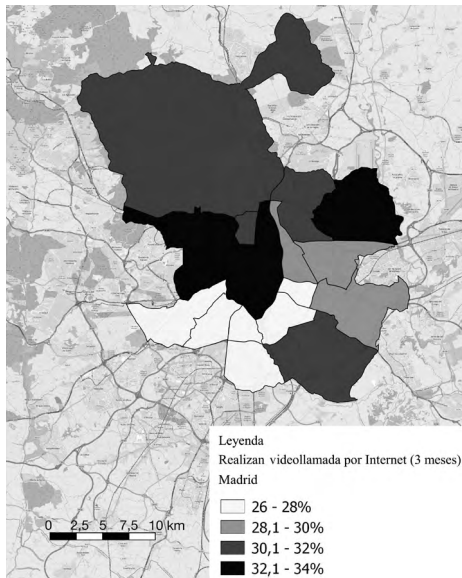 Leyenda
Realizan videollamada por Internet (3 meses)
Madrid
26 - 28%
28,1 - 30%
30,1 - 32%
32,1 - 34%
0 2,5 5 7,5 10 km